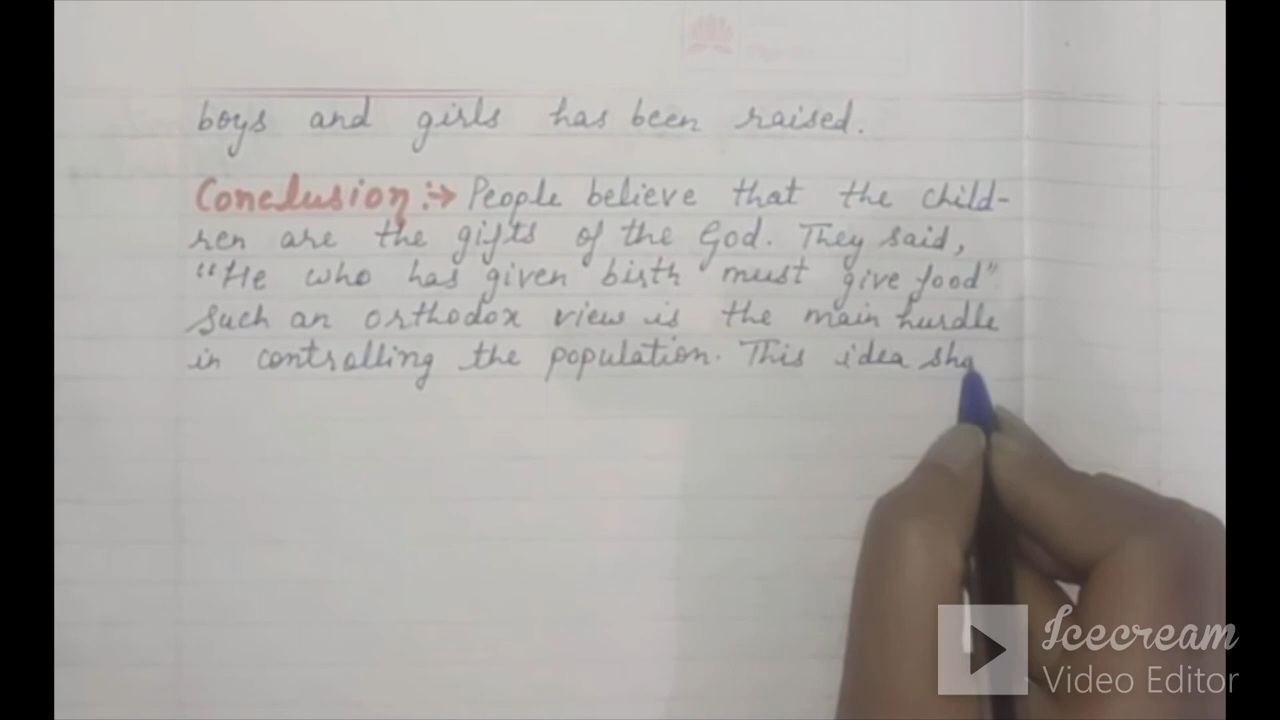 boys and girls has been raised.
Conclusion :→ People believe that the child-
ren are the gifts of the God. They said,
"He who has given birth must give food"
Such an orthodox view is the main hurdle
in controlling the population. This idea sho
Icecream
Video Editor